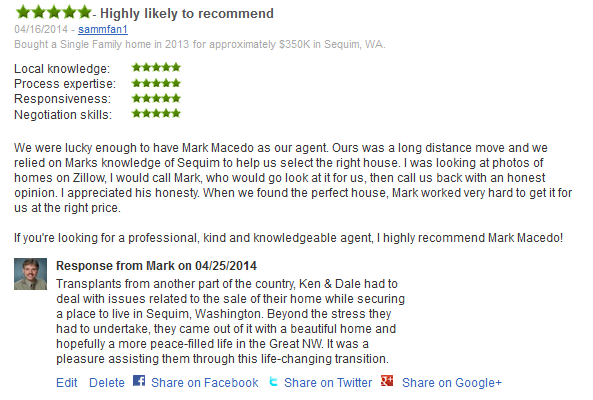 - Highly likely to recommend
04/16/2014 - sammfan1
Bought a Single Family home in 2013 for approximately $350K in Sequim, WA.
Local knowledge:
Process expertise:
Responsiveness:
Negotiation skills:
We were lucky enough to have Mark Macedo as our agent. Ours was a long distance move and we
relied on Marks knowledge of Sequim to help us select the right house. I was looking at photos of
homes on Zillow, I would call Mark, who would go look at it for us, then call us back with an honest
opinion. I appreciated his honesty. When we found the perfect house, Mark worked very hard to get it for
us at the right price.
If you're looking for a professional, kind and knowledgeable agent, I highly recommend Mark Macedo!
Response from Mark on 04/25/2014
Transplants from another part of the country, Ken & Dale had to
deal with issues related to the sale of their home while securing
a place to live in Sequim, Washington. Beyond the stress they
had to undertake, they came out of it with a beautiful home and
hopefully a more peace-filled life in the Great NW. It was a
pleasure assisting them through this life-changing transition.
Edit Delete Share on Facebook Share on Twitter Share on Google+